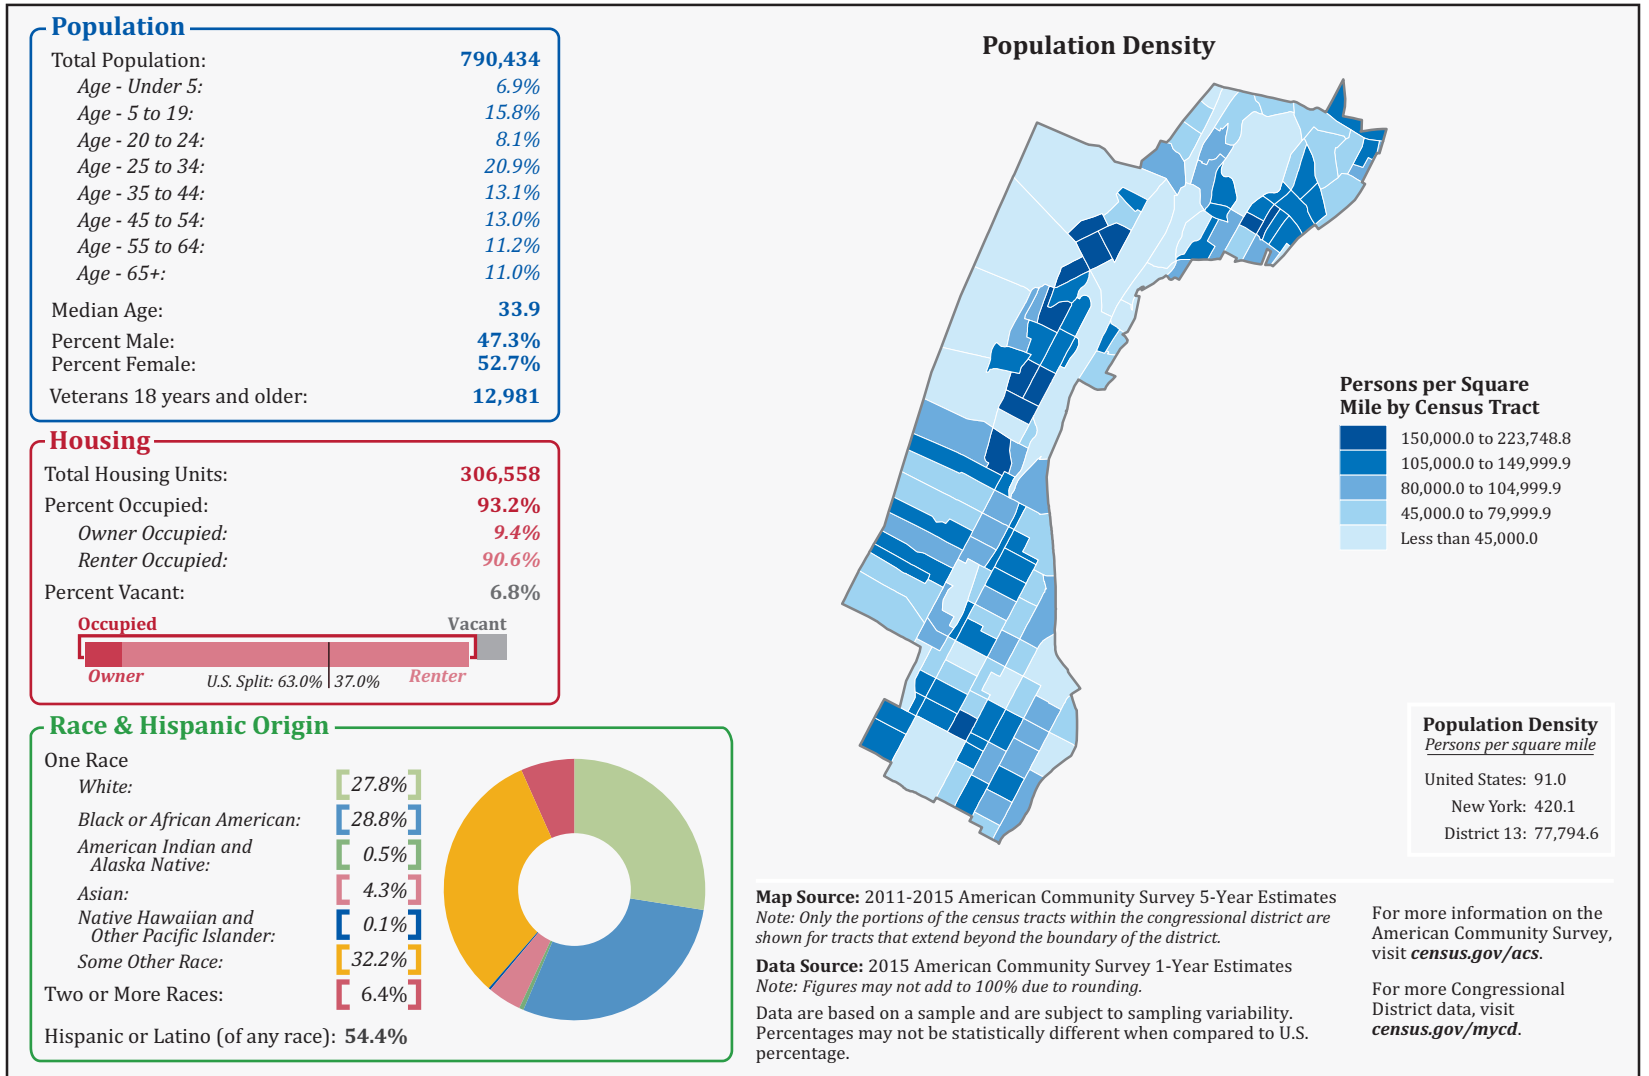 Population
Total Population: 790,434
Age - Under 5: 6.9%
Age - 5 to 19: 15.8%
Age - 20 to 24: 8.1%
Age - 25 to 34: 20.9%
Age - 35 to 44: 13.1%
Age - 45 to 54: 13.0%
Age - 55 to 64: 11.2%
Age - 65+: 11.0%
Median Age: 33.9
Percent Male: 47.3%
Percent Female: 52.7%
Veterans 18 years and older: 12,981
Housing
Total Housing Units: 306,558
Percent Occupied: 93.2%
Owner Occupied: 9.4%
Renter Occupied: 90.6%
Percent Vacant: 6.8%
Occupied Vacant
Owner U.S. Split: 63.0% 37.0% Renter
Race & Hispanic Origin
One Race
White: 27.8%
Black or African American: 28.8%
American Indian and
Alaska Native: 0.5%
Asian: 4.3%
Native Hawaiian and
Other Pacific Islander: 0.1%
Some Other Race: 32.2%
Two or More Races: 6.4%
Hispanic or Latino (of any race): 54.4%
Population Density
Persons per Square
Mile by Census Tract
150,000.0 to 223,748.8
105,000.0 to 149,999.9
80,000.0 to 104,999.9
45,000.0 to 79,999.9
Less than 45,000.0
Population Density
Persons per square mile
United States: 91.0
New York: 420.1
District 13: 77,794.6
Map Source: 2011-2015 American Community Survey 5-Year Estimates
Note: Only the portions of the census tracts within the congressional district are
shown for tracts that extend beyond the boundary of the district.
Data Source: 2015 American Community Survey 1-Year Estimates
Note: Figures may not add to 100% due to rounding.
Data are based on a sample and are subject to sampling variability.
Percentages may not be statistically different when compared to U.S.
percentage.
For more information on the
American Community Survey,
visit census.gov/acs.
For more Congressional
District data, visit
census.gov/mycd.